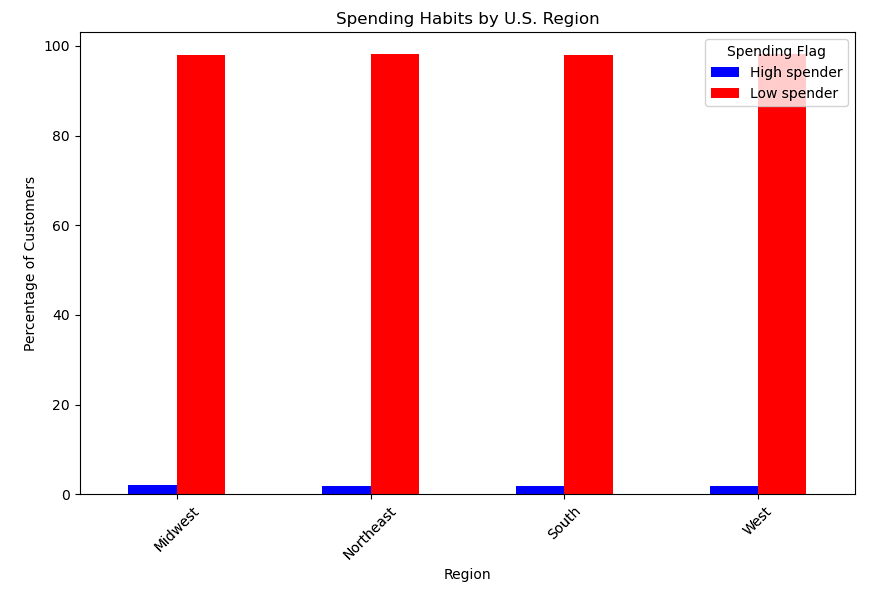 Spending Habits by U.S. Region
Spending Flag
High spender
Low spender
Percentage of Customers
100
80
60
40
20
0
Midwest
Northeast
South
West
Region